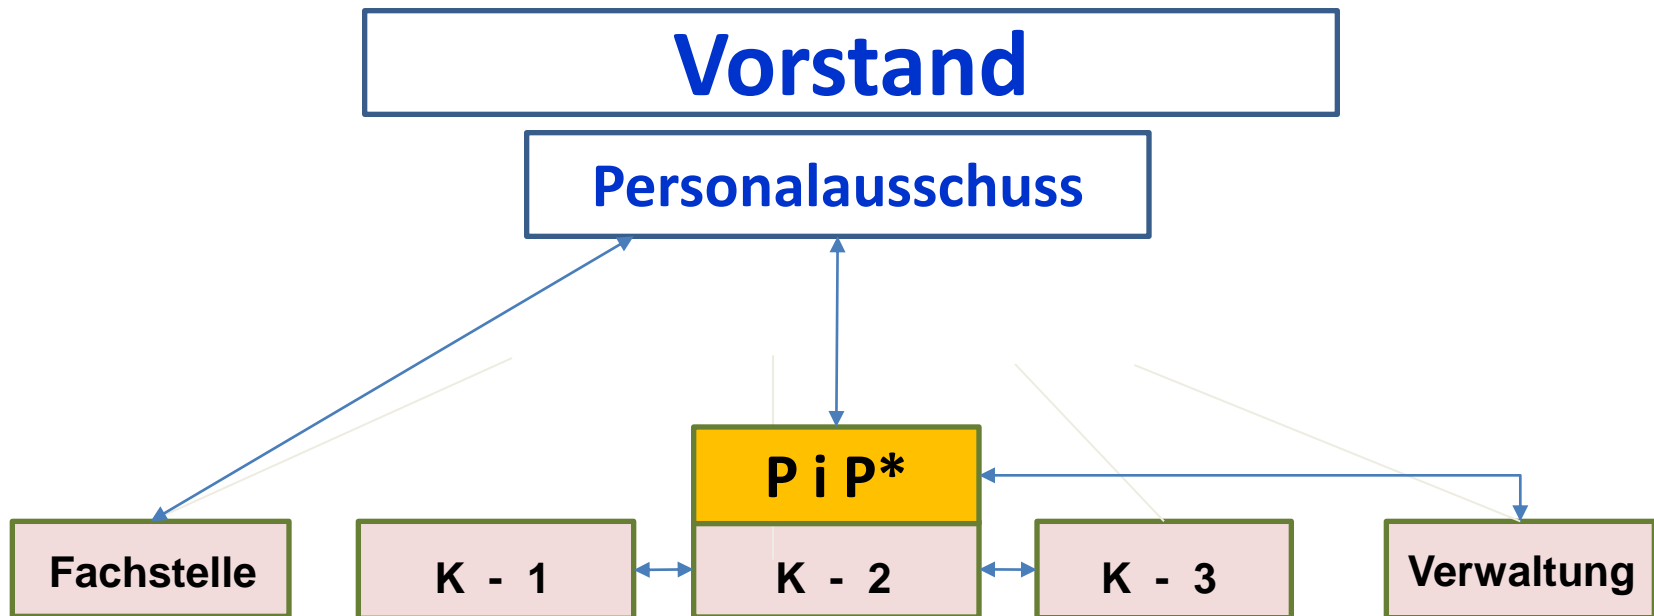 Vorstand
Personalausschuss
P i P*
Fachstelle
K - 1
K - 2
K - 3
Verwaltung